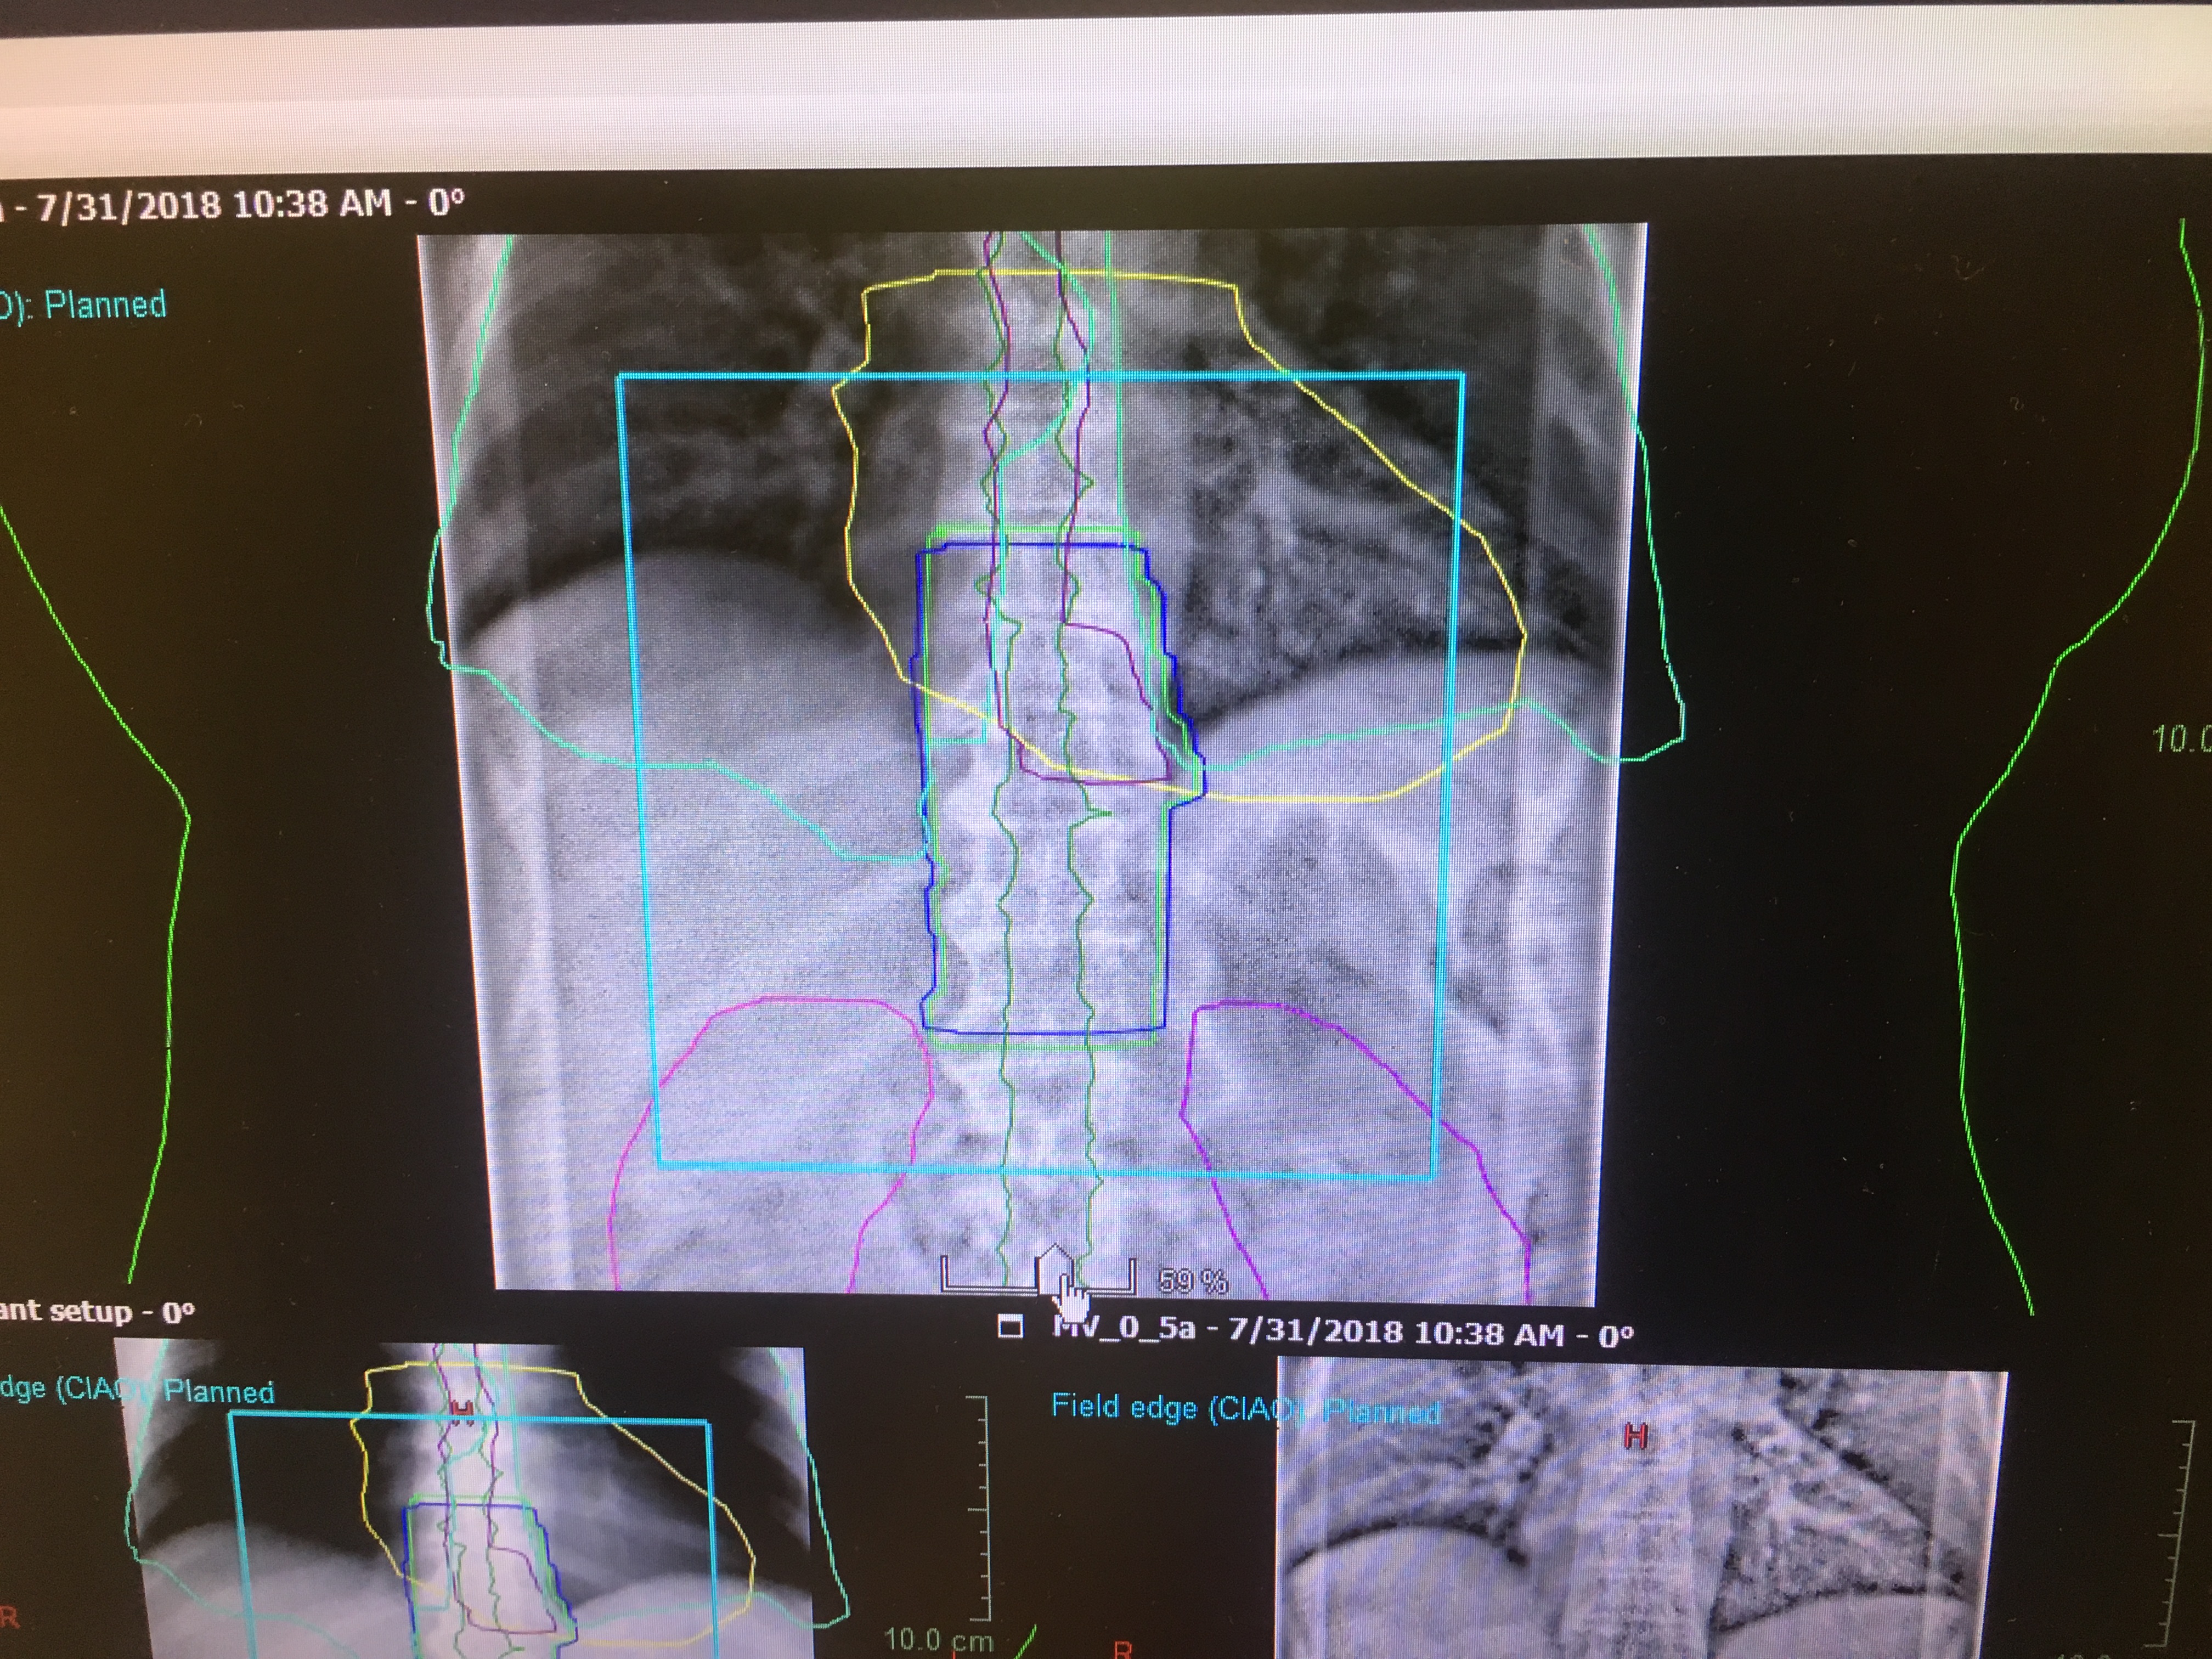 - 7/31/2018 10:38 AM - 0°
): Planned
10.0
59 %
ant setup - 0°
MV_0_5a - 7/31/2018 10:38 AM - 0°
dge (CIAO) Planned
Field edge (CIAO) Planned
H
H
R
10.0 cm
R